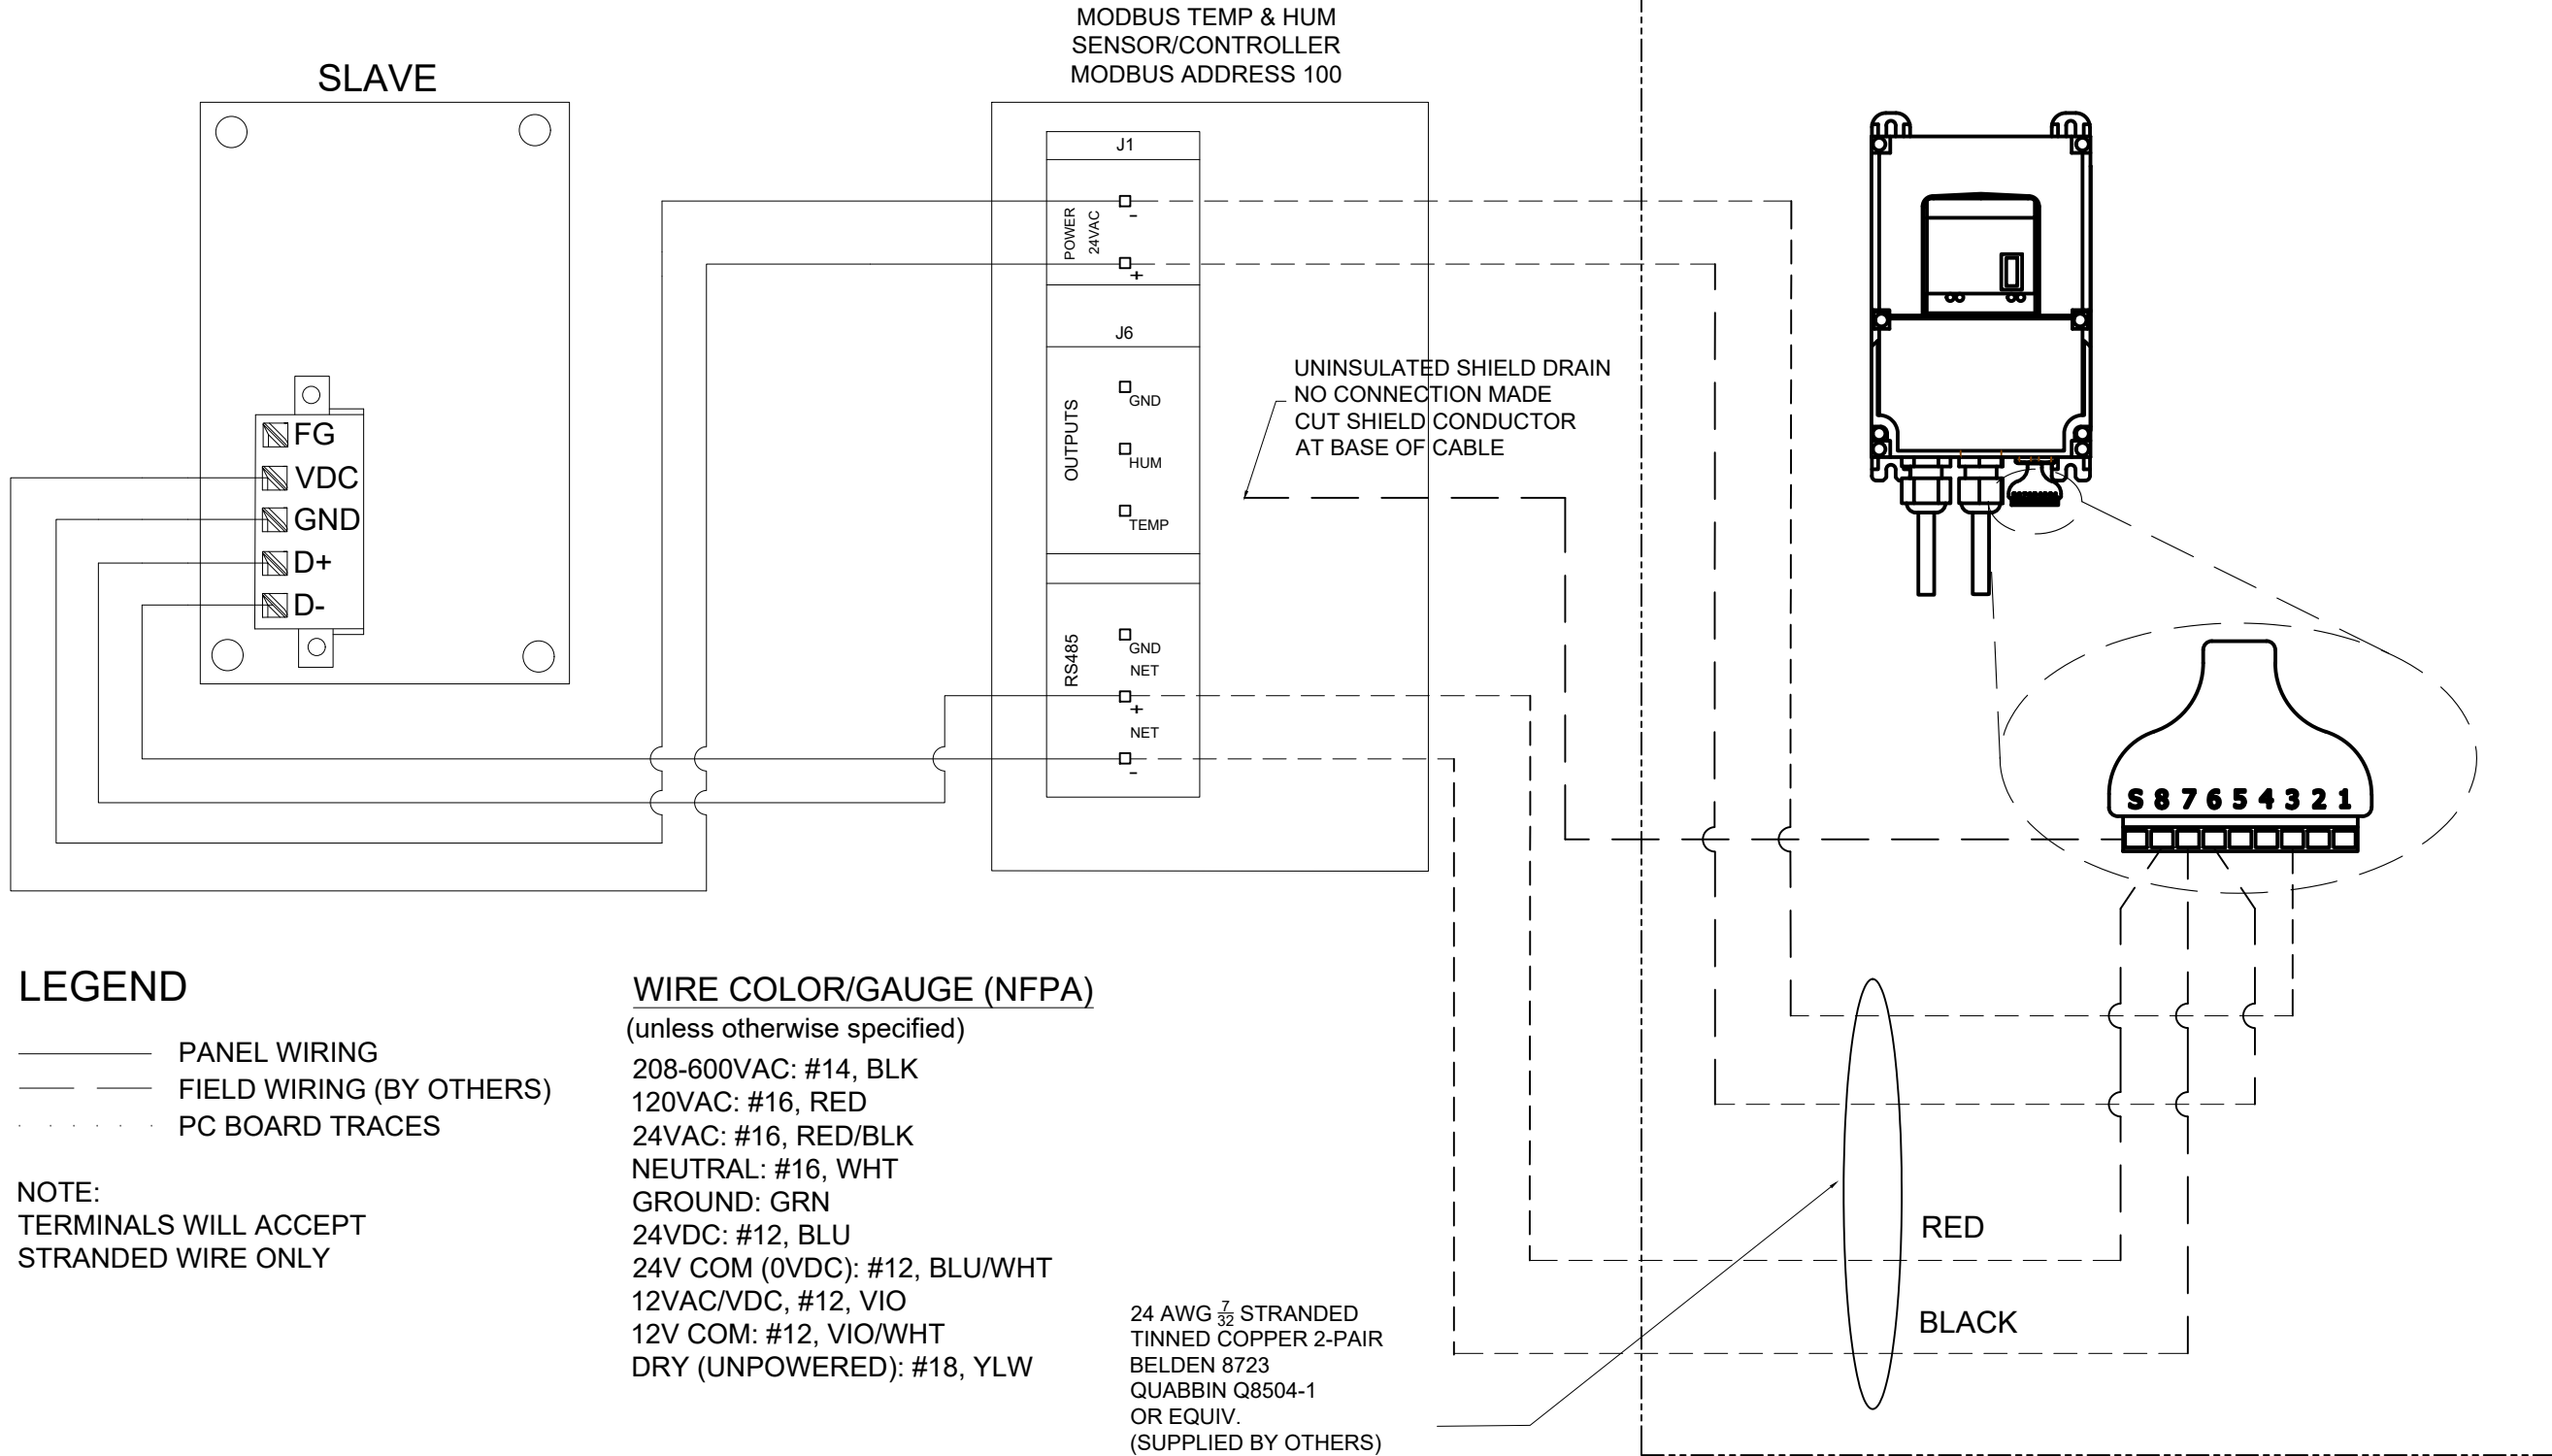 MODBUS TEMP & HUM
SENSOR/CONTROLLER
MODBUS ADDRESS 100
SLAVE
FG
VDC
GND
D+
D-
J1
POWER
24VAC
-
+
J6
OUTPUTS
GND
HUM
TEMP
RS485
GND
NET
+
NET
-
UNINSULATED SHIELD DRAIN
NO CONNECTION MADE
CUT SHIELD CONDUCTOR
AT BASE OF CABLE
S 8 7 6 5 4 3 2 1
LEGEND
PANEL WIRING
FIELD WIRING (BY OTHERS)
PC BOARD TRACES
NOTE:
TERMINALS WILL ACCEPT
STRANDED WIRE ONLY
WIRE COLOR/GAUGE (NFPA)
(unless otherwise specified)
208-600VAC: #14, BLK
120VAC: #16, RED
24VAC: #16, RED/BLK
NEUTRAL: #16, WHT
GROUND: GRN
24VDC: #12, BLU
24V COM (0VDC): #12, BLU/WHT
12VAC/VDC, #12, VIO
12V COM: #12, VIO/WHT
DRY (UNPOWERED): #18, YLW
24 AWG 7/32 STRANDED
TINNED COPPER 2-PAIR
BELDEN 8723
QUABBIN Q8504-1
OR EQUIV.
(SUPPLIED BY OTHERS)
RED
BLACK